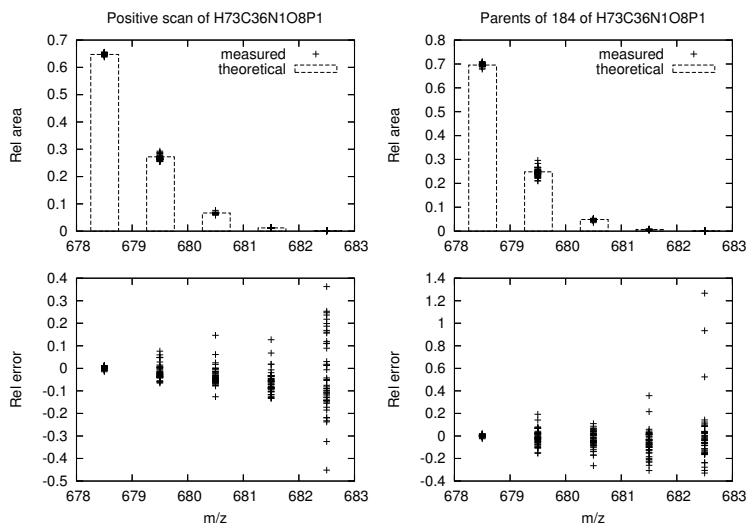 Positive scan of H73C36N1O8P1
Parents of 184 of H73C36N1O8P1
0.7
0.6
0.5
0.4
0.3
0.2
0.1
0
Rel area
measured
theoretical
678 679 680 681 682 683
0.8
0.7
0.6
0.5
0.4
0.3
0.2
0.1
0
Rel area
measured
theoretical
678 679 680 681 682 683
0.4
0.3
0.2
0.1
0
-0.1
-0.2
-0.3
-0.4
-0.5
Rel error
678 679 680 681 682 683
m/z
1.4
1.2
1
0.8
0.6
0.4
0.2
0
-0.2
-0.4
Rel error
678 679 680 681 682 683
m/z